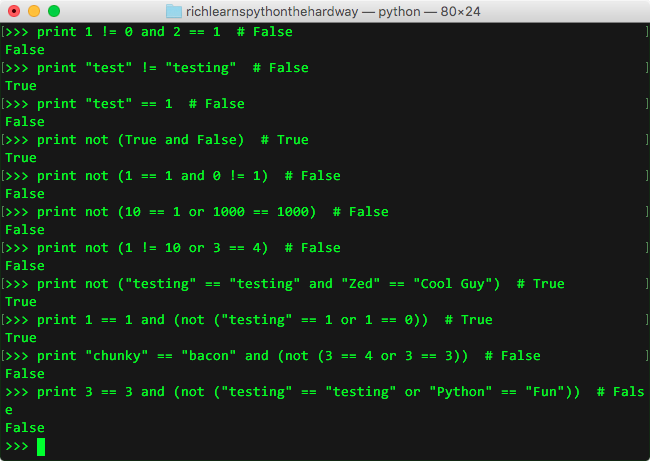 richlearnspythonthehardway — python — 80×24
[>>> print 1 != 0 and 2 == 1  # False ]
False
[>>> print "test" != "testing"  # False ]
True
[>>> print "test" == 1  # False ]
False
[>>> print not (True and False)  # True ]
True
[>>> print not (1 == 1 and 0 != 1)  # False ]
False
[>>> print not (10 == 1 or 1000 == 1000)  # False ]
False
[>>> print not (1 != 10 or 3 == 4)  # False ]
False
[>>> print not ("testing" == "testing" and "Zed" == "Cool Guy")  # True ]
True
[>>> print 1 == 1 and (not ("testing" == 1 or 1 == 0))  # True ]
True
[>>> print "chunky" == "bacon" and (not (3 == 4 or 3 == 3))  # False ]
False
>>> print 3 == 3 and (not ("testing" == "testing" or "Python" == "Fun"))  # Fals
e
False
>>>